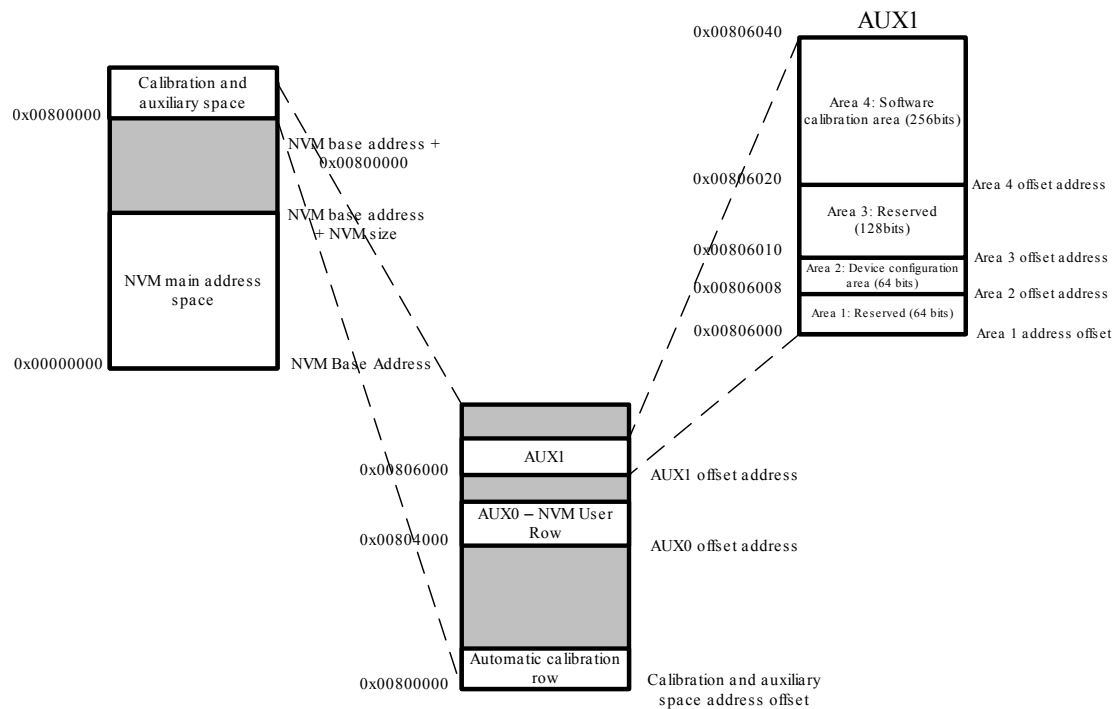 Calibration and
auxiliary space
0x00800000
NVM base address +
0x00800000
NVM base address
+ NVM size
NVM main address
space
0x00000000
NVM Base Address
AUX1
0x00806040
Area 4: Software
calibration area (256bits)
0x00806020
Area 4 offset address
Area 3: Reserved
(128bits)
0x00806010
Area 3 offset address
Area 2: Device configuration
area (64 bits)
0x00806008
Area 2 offset address
Area 1: Reserved (64 bits)
0x00806000
Area 1 address offset
AUX1
0x00806000
AUX1 offset address
AUX0 – NVM User
Row
0x00804000
AUX0 offset address
Automatic calibration
row
0x00800000
Calibration and auxiliary
space address offset